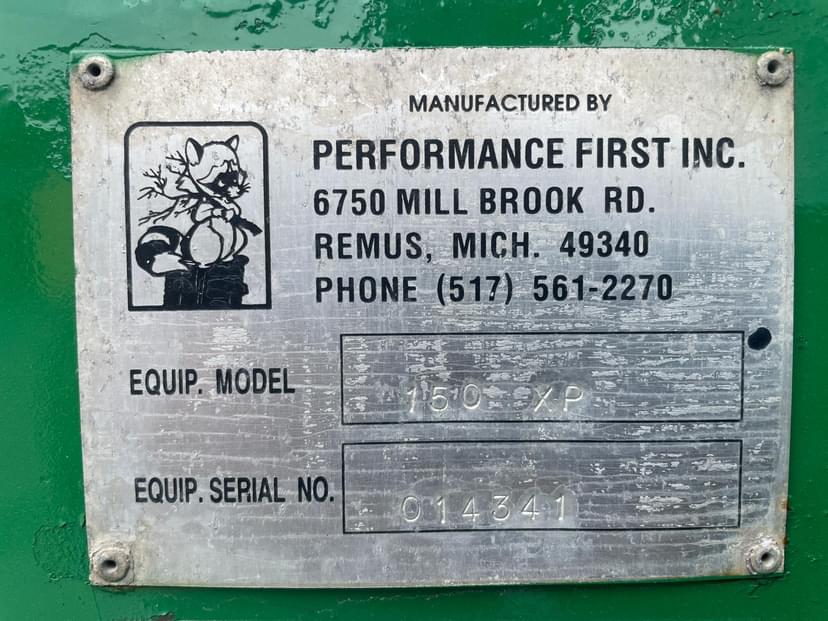 MANUFACTURED BY
PERFORMANCE FIRST INC.
6750 MILL BROOK RD.
REMUS, MICH. 49340
PHONE (517) 561-2270
EQUIP. MODEL 150 XP
EQUIP. SERIAL NO. 014341